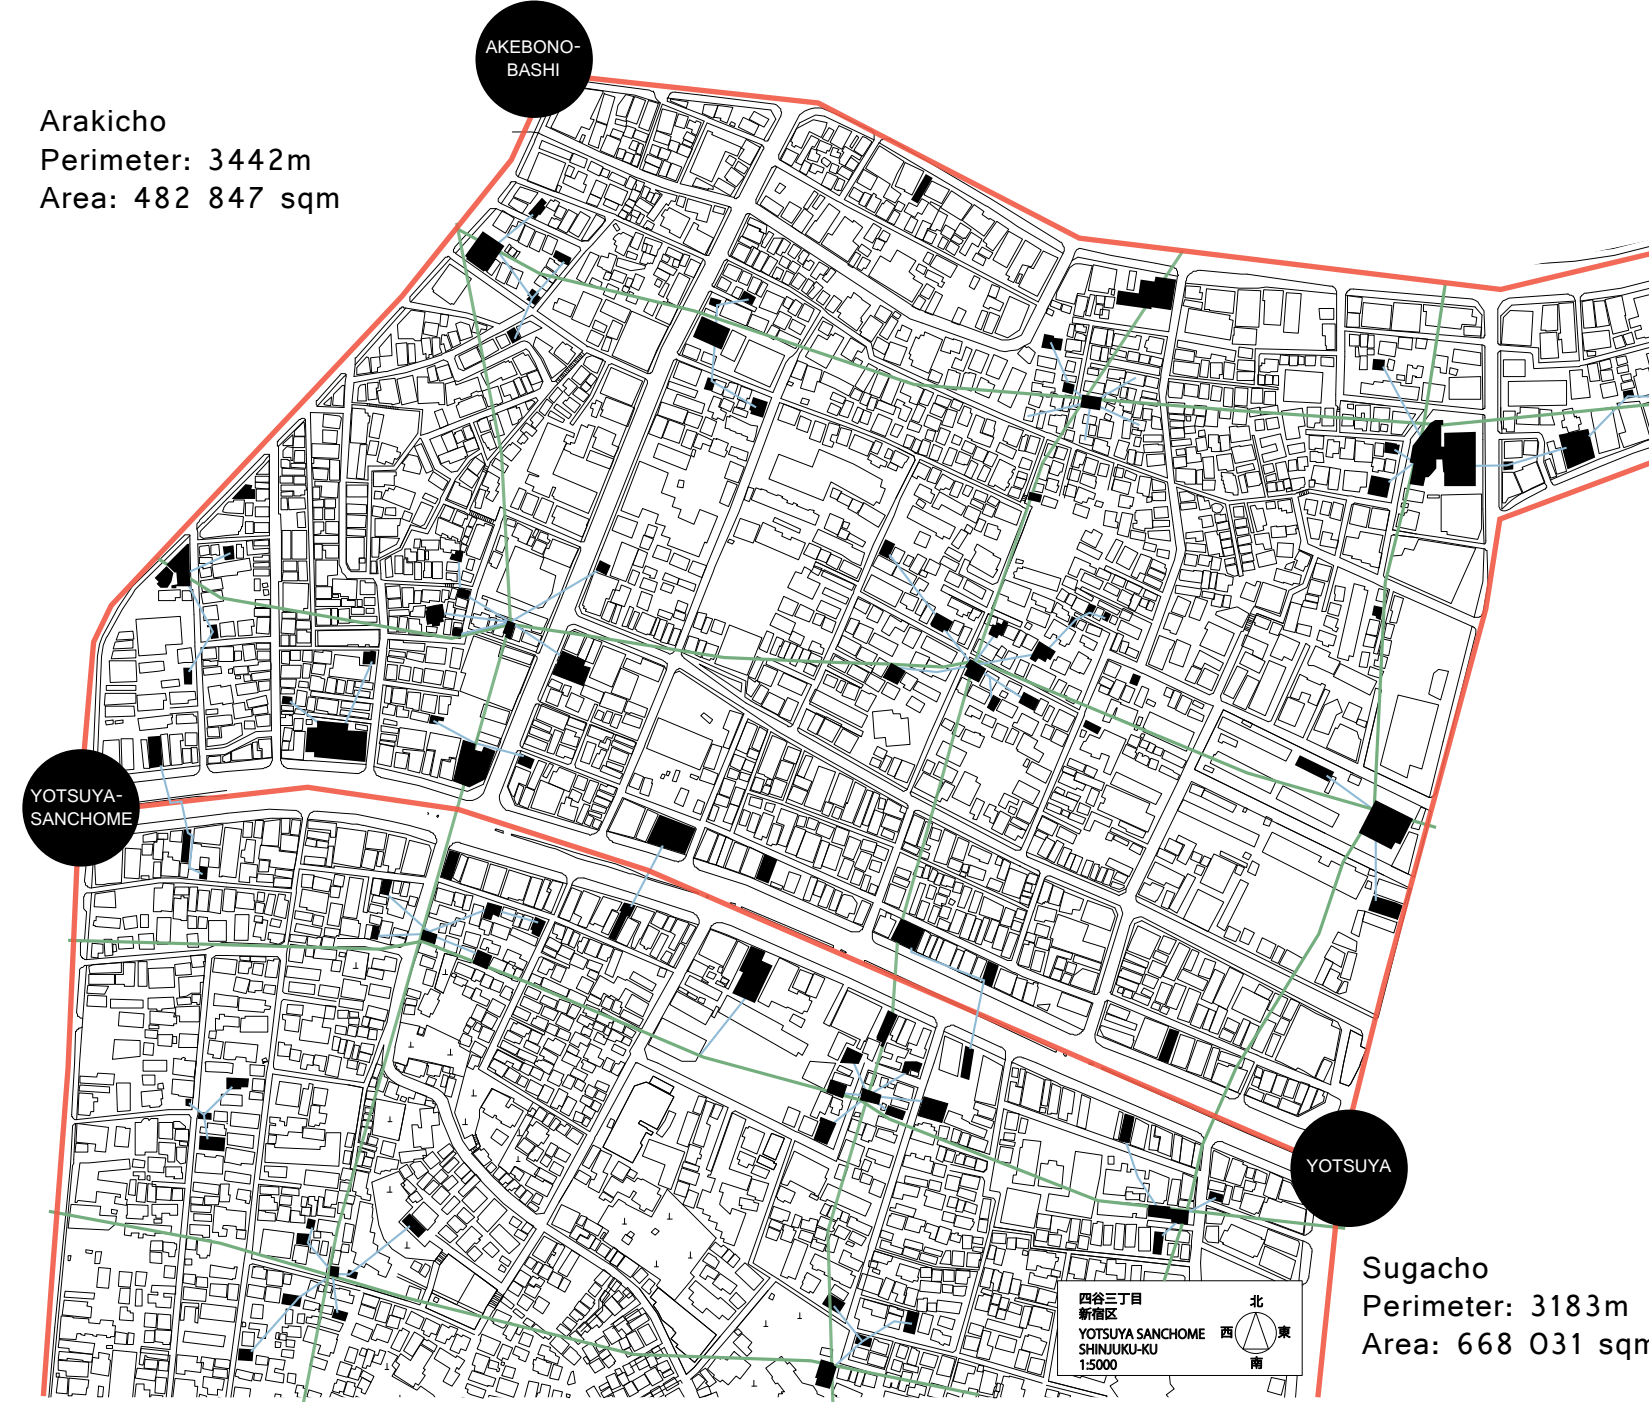 AKEBONO-
BASHI
Arakicho
Perimeter: 3442m
Area: 482 847 sqm
YOTSUYA-
SANCHOME
YOTSUYA
Sugacho
Perimeter: 3183m
Area: 668 031 sqm
四谷三丁目
新宿区
YOTSUYA SANCHOME
SHINJUKU-KU
1:5000
北
西 東
南